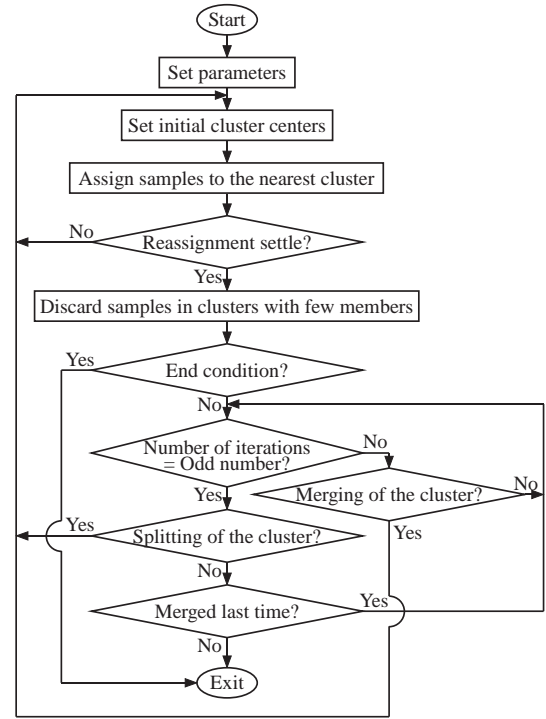 Start
Set parameters
Set initial cluster centers
Assign samples to the nearest cluster
No
Reassignment settle?
Yes
Discard samples in clusters with few members
Yes
End condition?
No
Number of iterations
= Odd number?
No
Yes
Merging of the cluster?
No
Yes
Splitting of the cluster?
Yes
No
Merged last time?
Yes
No
Exit